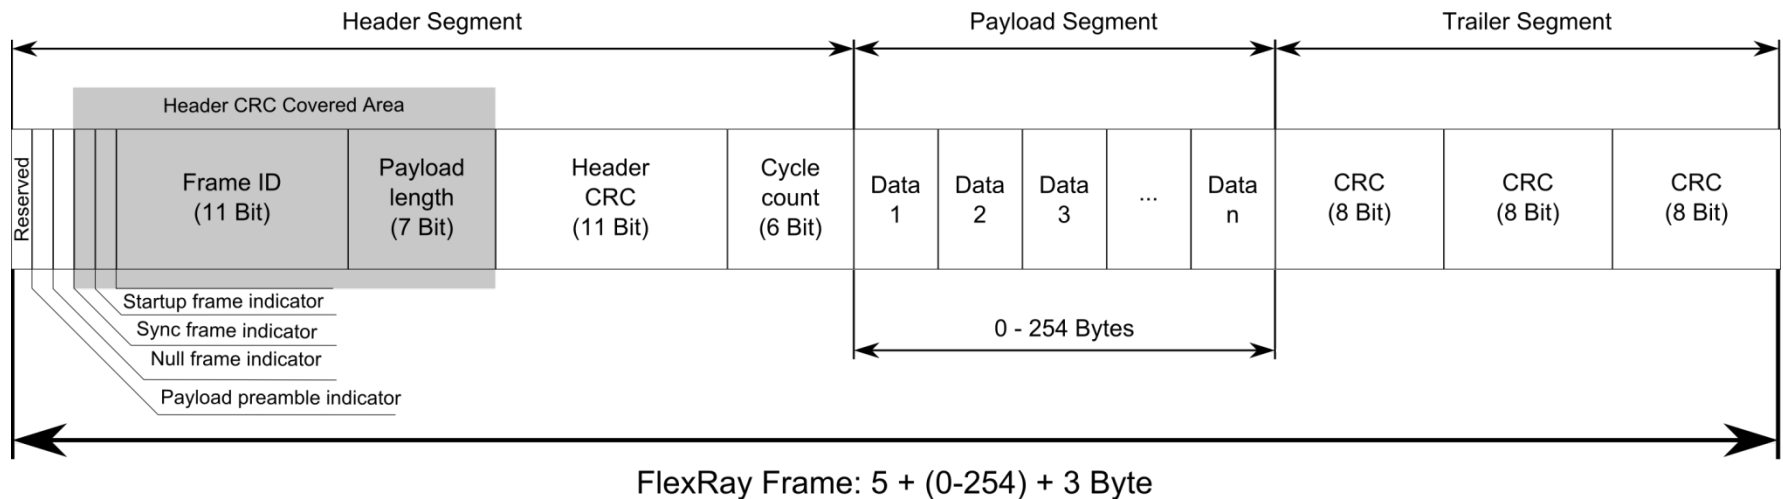 Header Segment
Payload Segment
Trailer Segment
Header CRC Covered Area
Reserved
Frame ID
(11 Bit)
Payload
length
(7 Bit)
Header
CRC
(11 Bit)
Cycle
count
(6 Bit)
Data
1
Data
2
Data
3
...
Data
n
CRC
(8 Bit)
CRC
(8 Bit)
CRC
(8 Bit)
Startup frame indicator
Sync frame indicator
Null frame indicator
Payload preamble indicator
0 - 254 Bytes
FlexRay Frame: 5 + (0-254) + 3 Byte